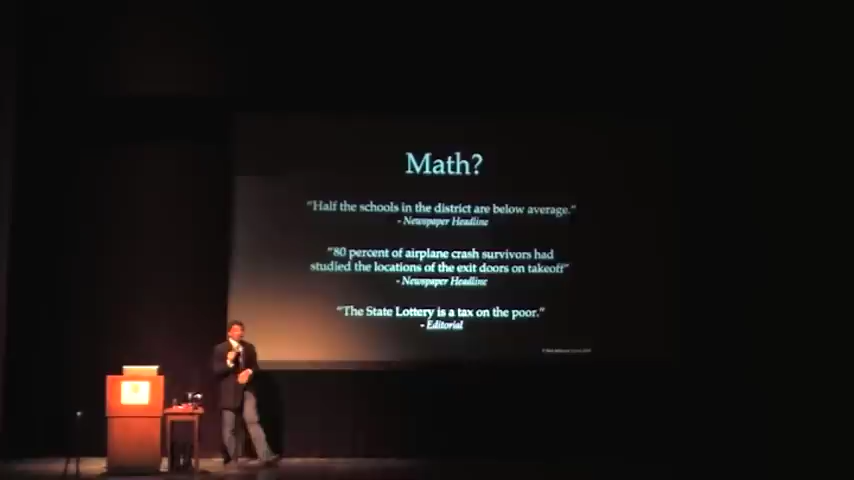 Math?
"Half the schools in the district are below average."
- Newspaper Headline
"80 percent of airplane crash survivors had
studied the locations of the exit doors on takeoff"
- Newspaper Headline
"The State Lottery is a tax on the poor."
- Editorial